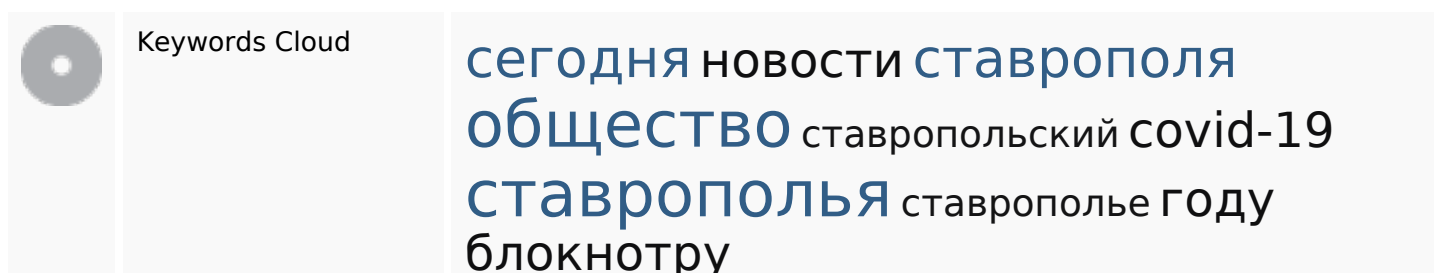 Keywords Cloud
сегодня новости ставрополя
общество ставропольский covid-19
ставрополья ставрополье году
блокнотру